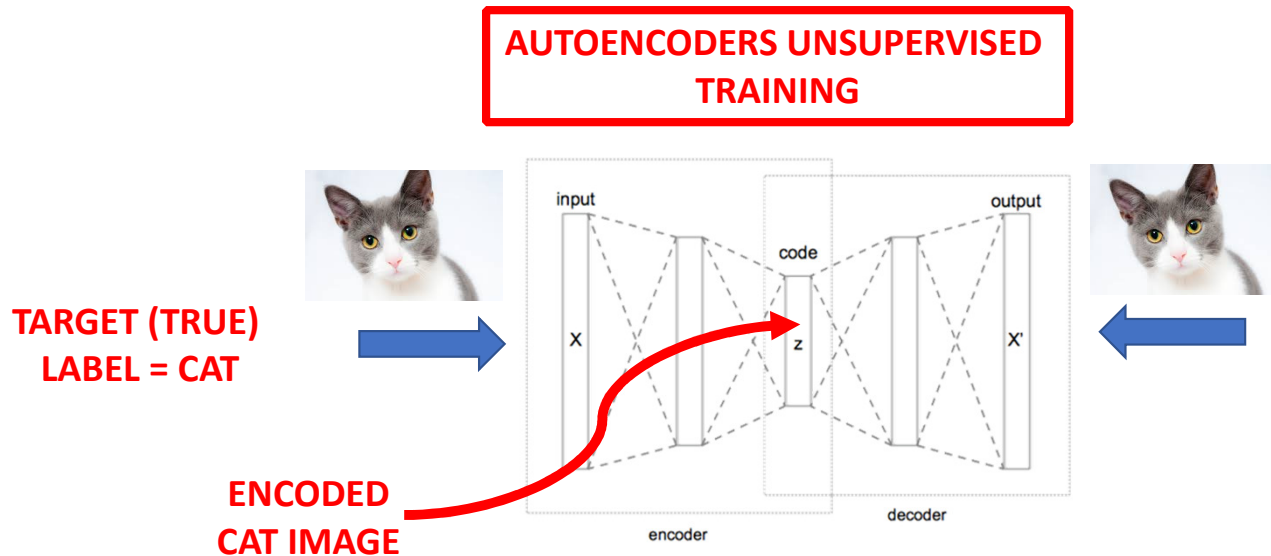 AUTOENCODERS UNSUPERVISED
TRAINING
input
output
code
TARGET (TRUE)
LABEL = CAT
X
z
X'
ENCODED
CAT IMAGE
encoder
decoder